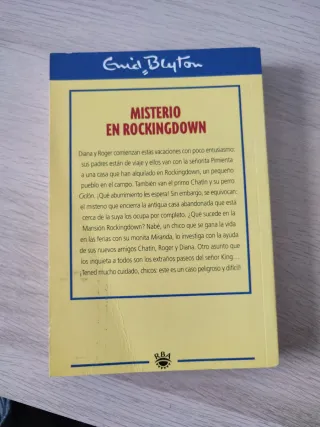 Enid Blyton
MISTERIO
EN ROCKINGDOWN
Diana y Roger comienzan estas vacaciones con poco entusiasmo:
sus padres están de viaje y ellos van con la señorita Pimienta
a una casa que han alquilado en Rockingdown, un pequeño
pueblo en el campo. También van el primo Chatín y su perro
Ciclón. ¡Qué aburrimiento les espera! Sin embargo, se equivocan:
el misterio que encierra la antigua casa abandonada que está
cerca de la suya los ocupa por completo. ¿Qué sucede en la
Mansión Rockingdown? Nabé, un chico que se gana la vida
en las ferias con su monita Miranda, lo investiga con la ayuda
de sus nuevos amigos Chatín, Roger y Diana. Otro asunto que
los inquieta a todos son los extraños paseos del señor King...
¡Tened mucho cuidado, chicos: este es un caso peligroso y difícil!
RBA